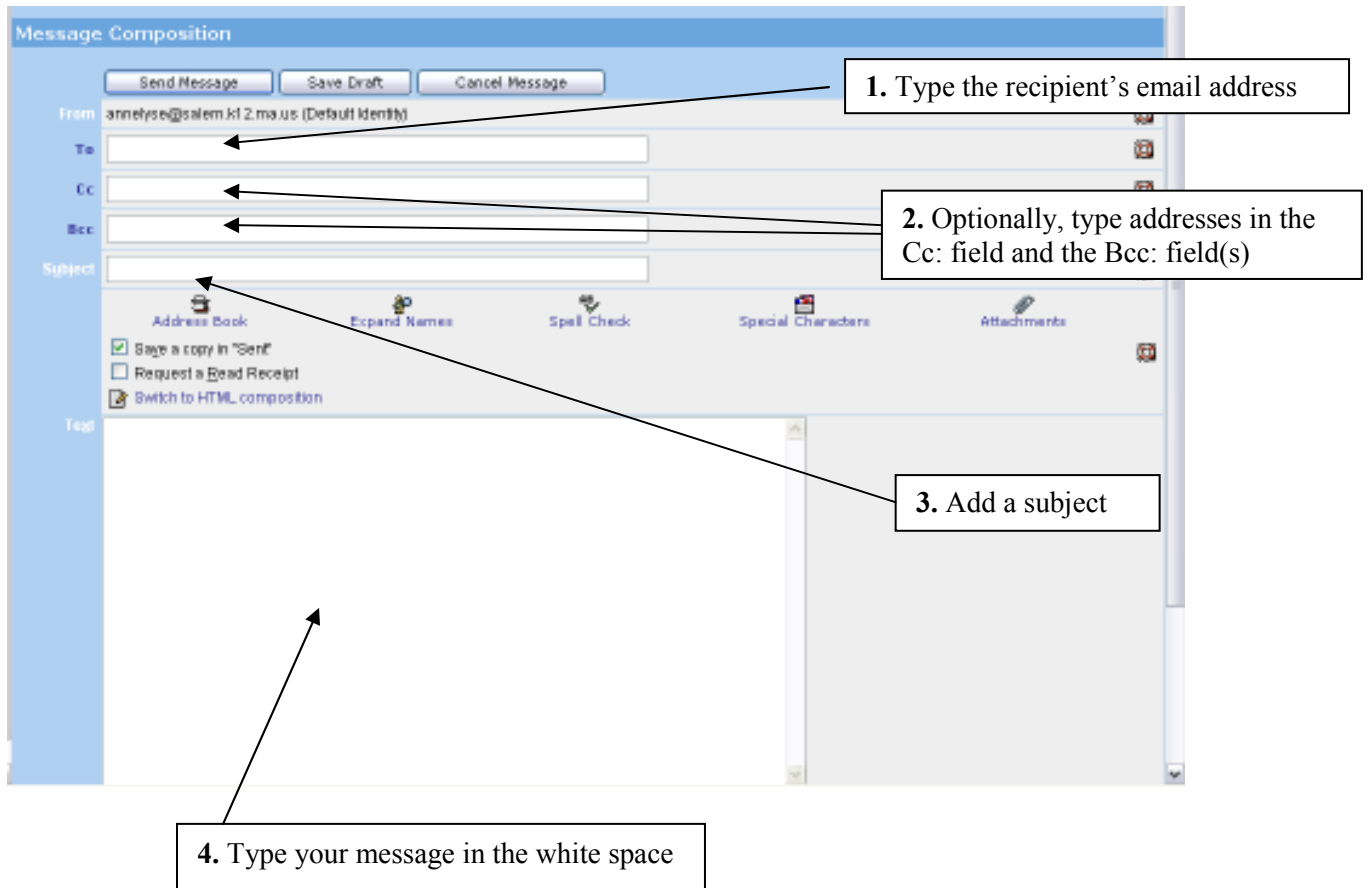 Message Composition
Send Message Save Draft Cancel Message
1. Type the recipient's email address
From annelyse@salem.k12.ma.us (Default Identity)
To
Cc
2. Optionally, type addresses in the
Cc: field and the Bcc: field(s)
Bcc
Subject
Address Book Expand Names Spell Check Special Characters Attachments
Save a copy in "Sent"
Request a Read Receipt
Switch to HTML composition
Text
3. Add a subject
4. Type your message in the white space